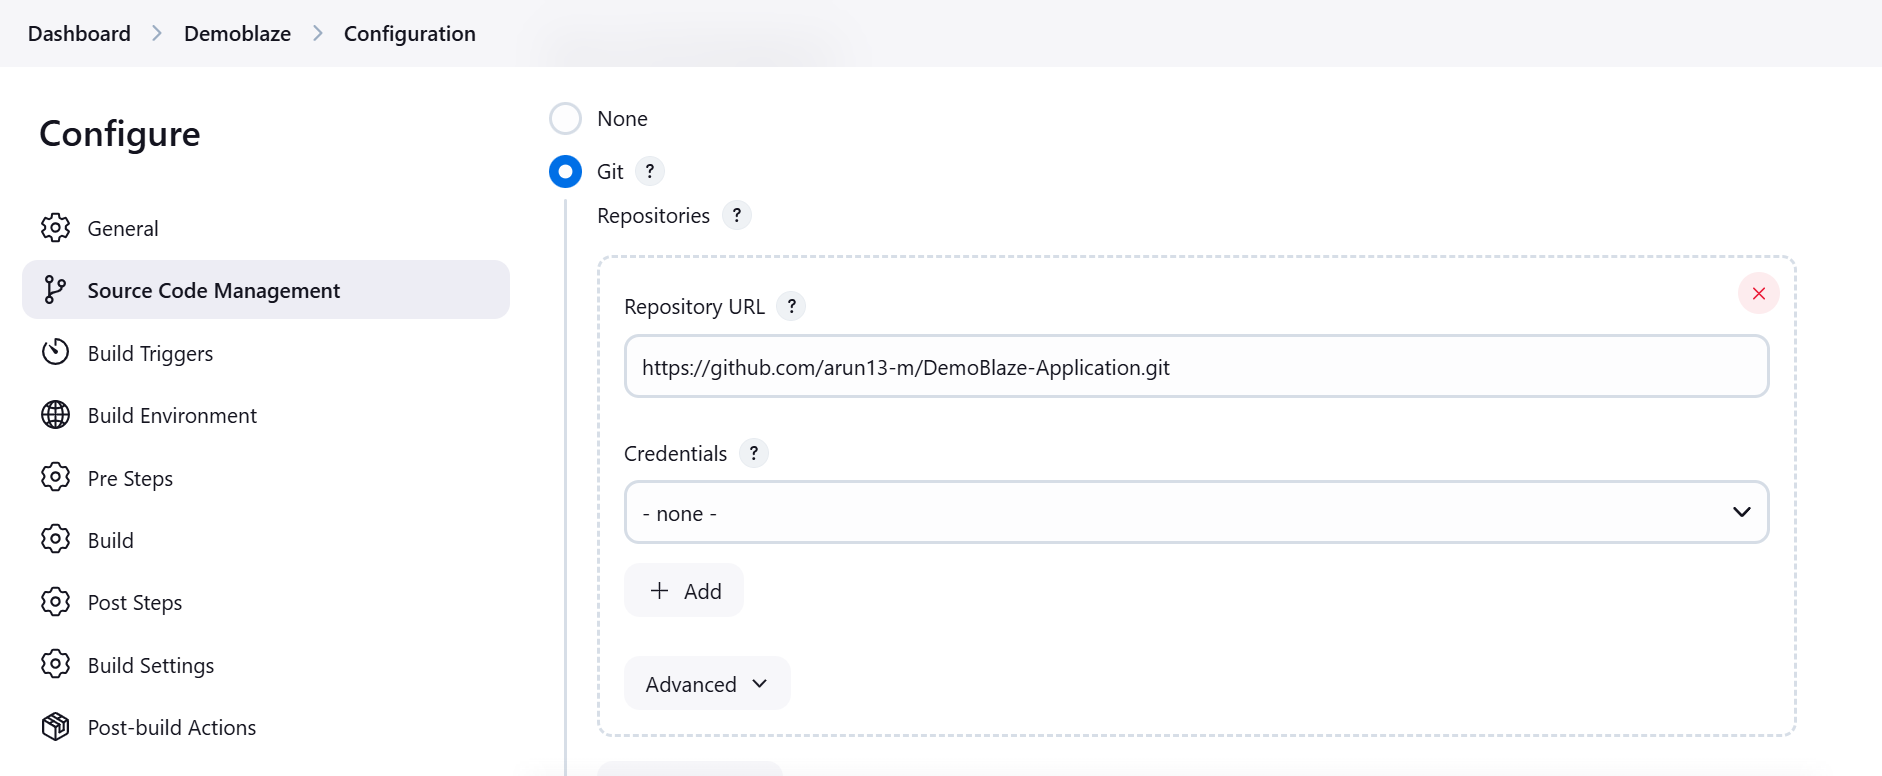 Dashboard > Demoblaze > Configuration
Configure
General
Source Code Management
Build Triggers
Build Environment
Pre Steps
Build
Post Steps
Build Settings
Post-build Actions
None
Git ?
Repositories ?
Repository URL ?
https://github.com/arun13-m/DemoBlaze-Application.git
Credentials ?
- none -
+ Add
Advanced